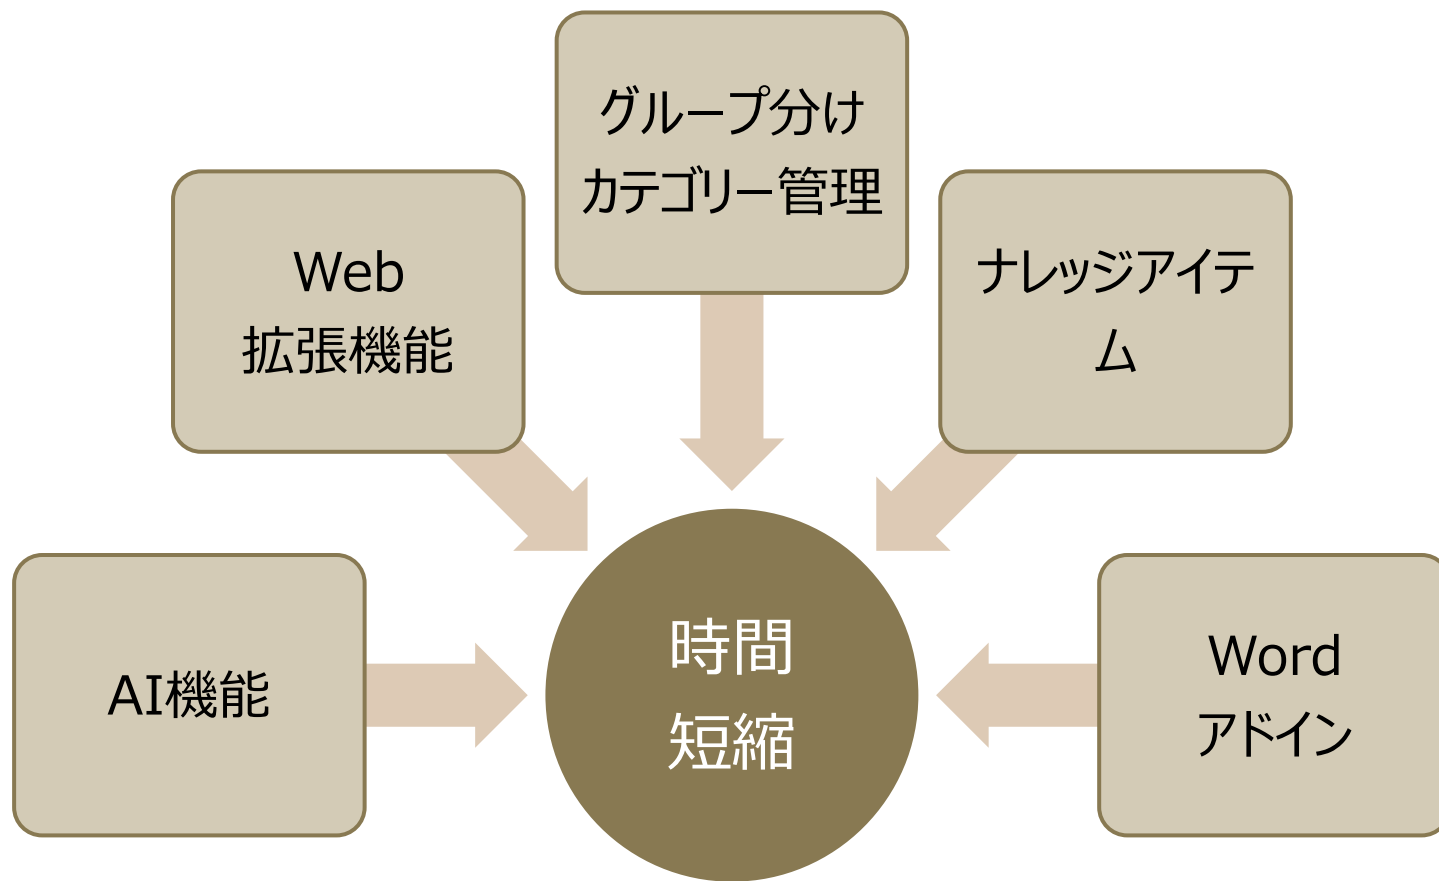 グループ分け
カテゴリー管理
Web
拡張機能
ナレッジアイテ
ム
AI機能
時間
短縮
Word
アドイン